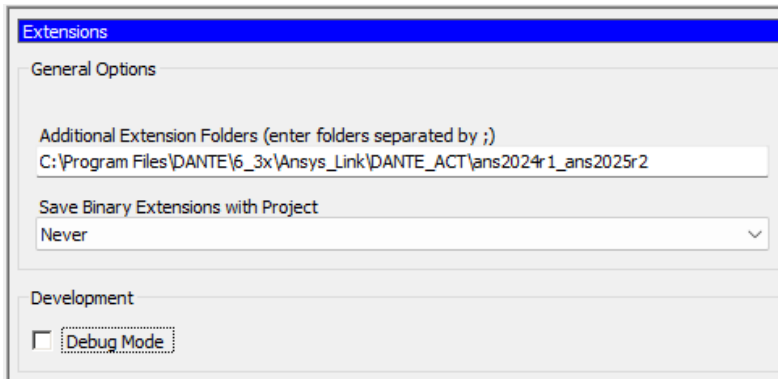 Extensions
General Options
Additional Extension Folders (enter folders separated by ;)
C:\Program Files\DANTE\6_3x\Ansys_Link\DANTE_ACT\ans2024r1_ans2025r2
Save Binary Extensions with Project
Never
Development
Debug Mode